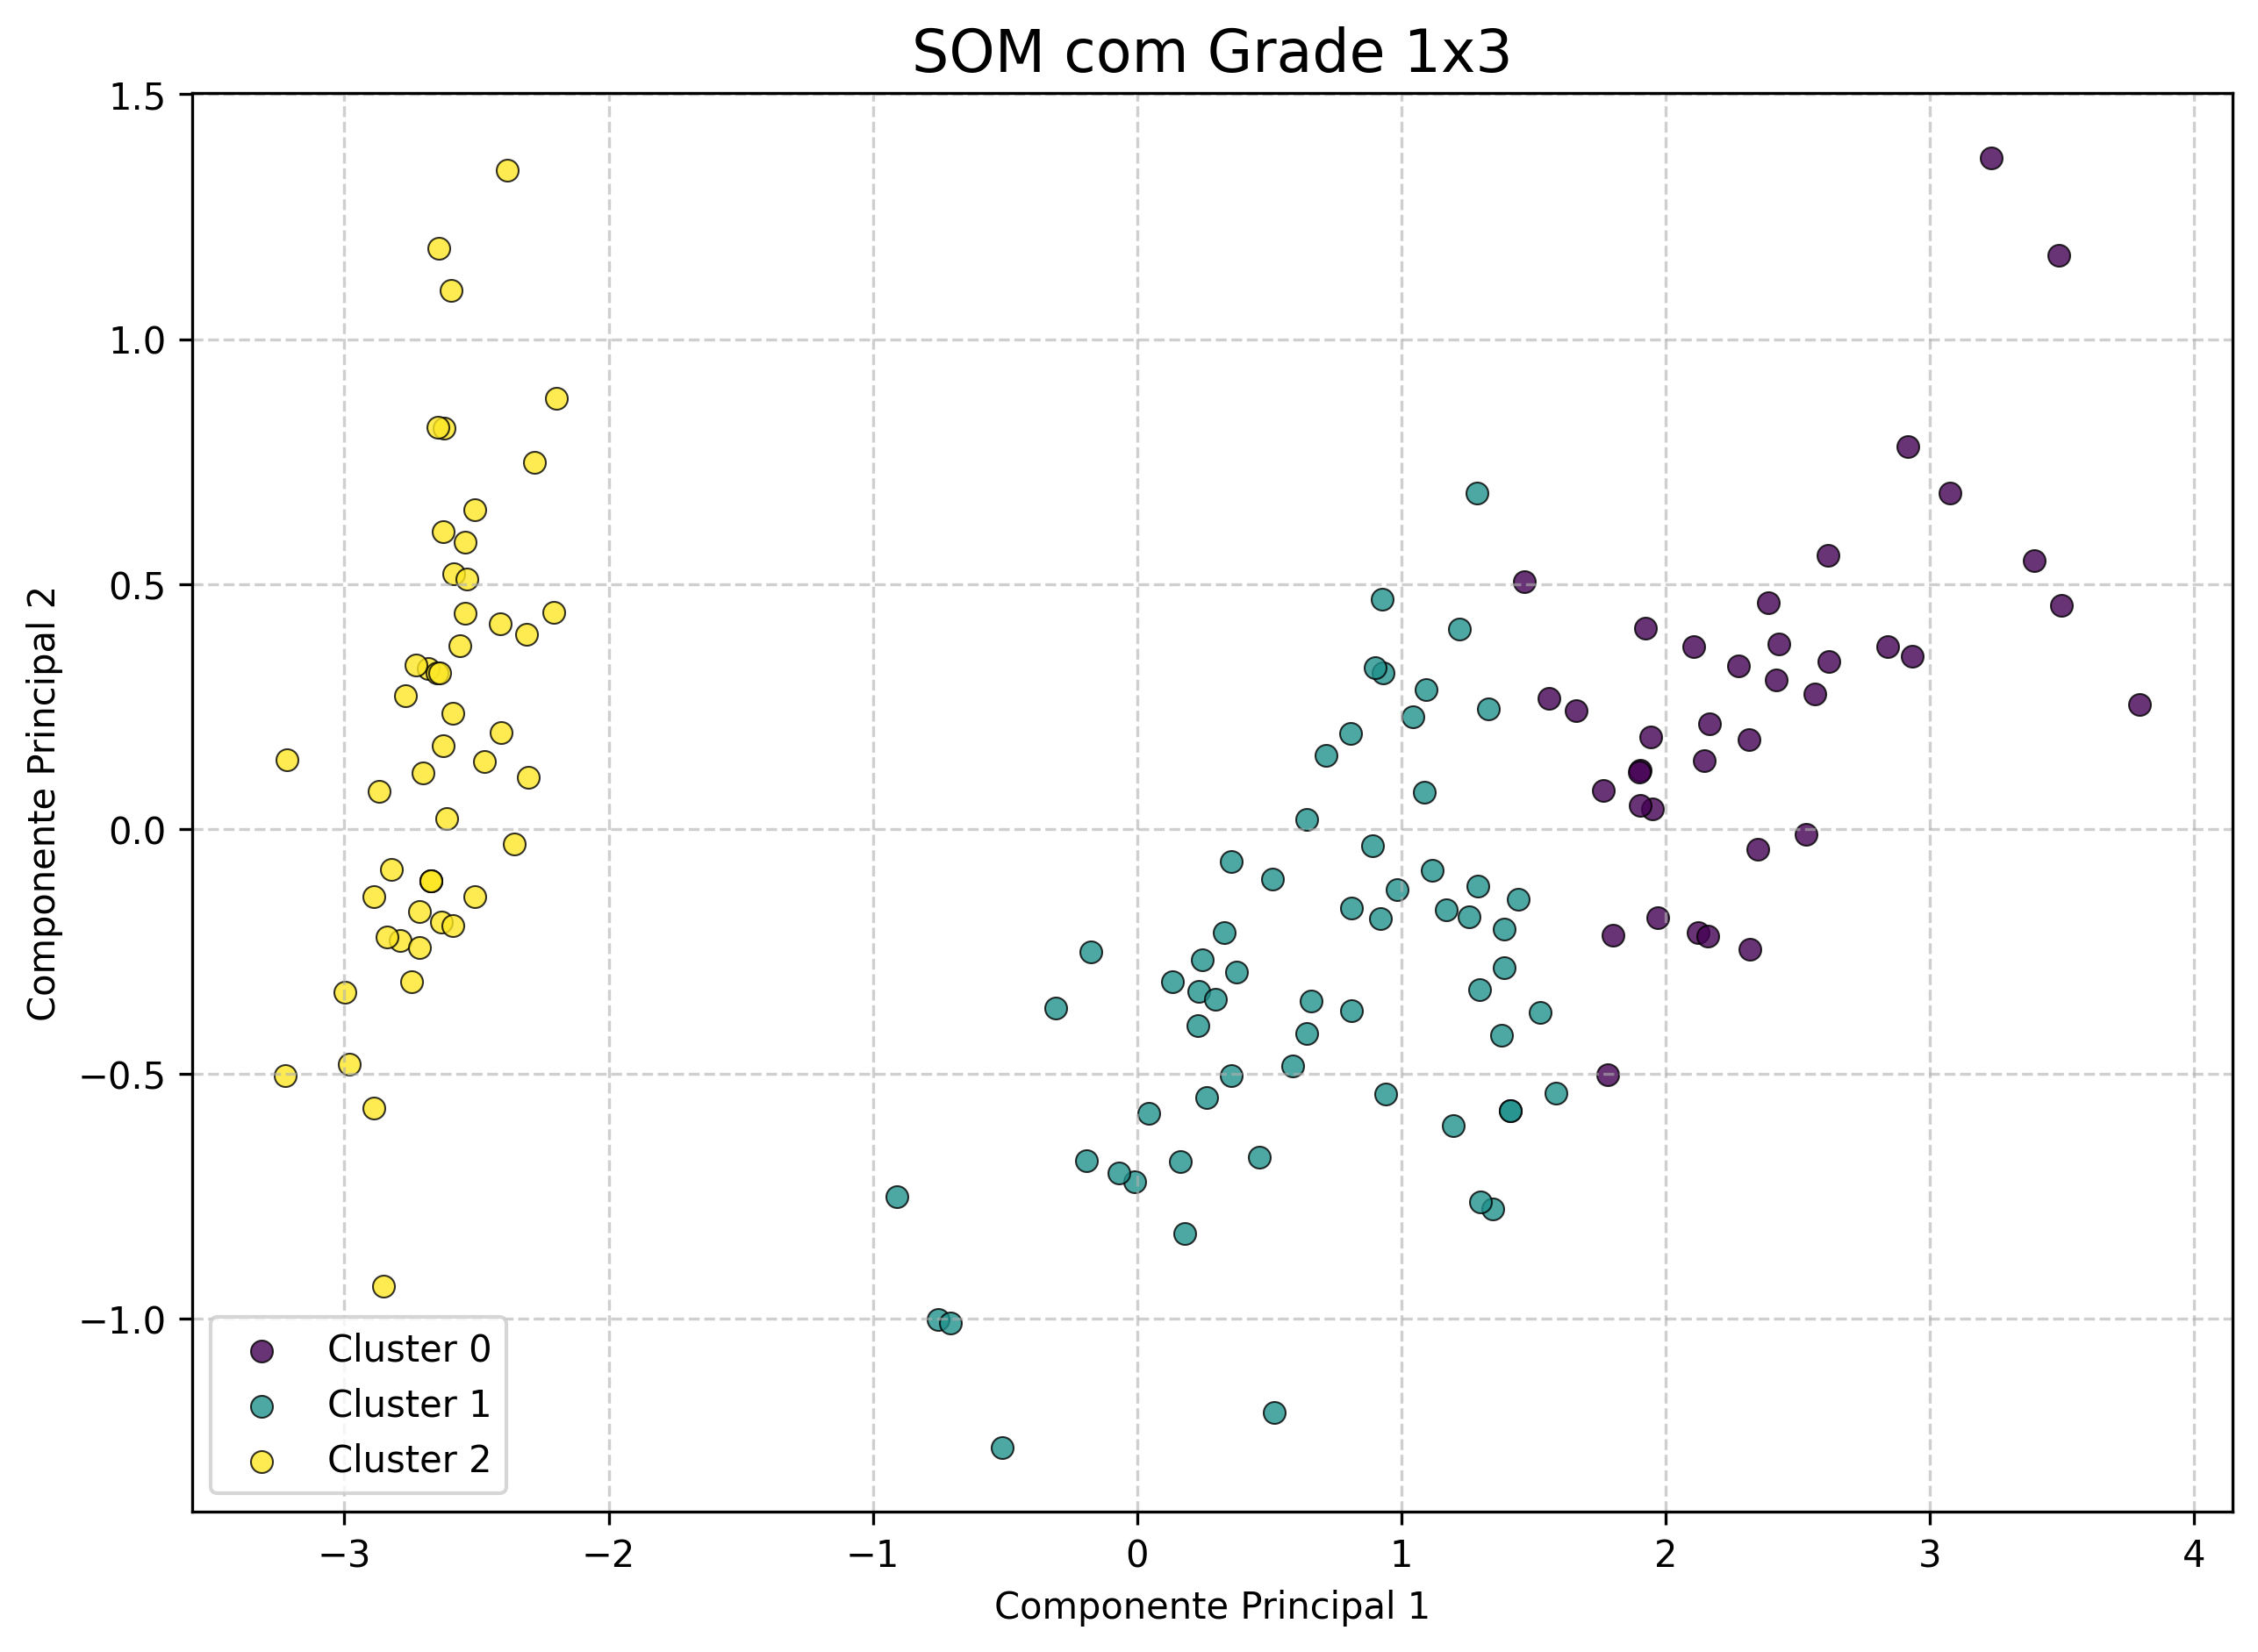 SOM com Grade 1x3
1.5
1.0
0.5
0.0
−0.5
−1.0
Componente Principal 2
Cluster 0
Cluster 1
Cluster 2
−3 −2 −1 0 1 2 3 4
Componente Principal 1